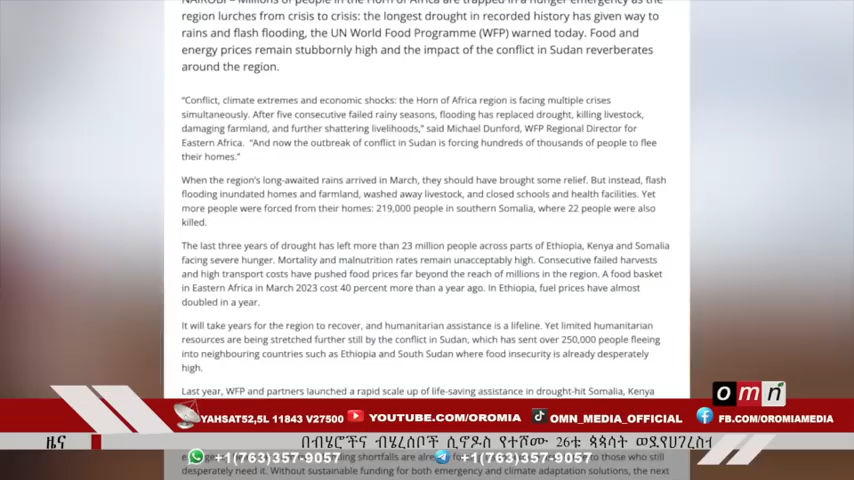 NAIROBI – Millions of people in the Horn of Africa are trapped in a hunger emergency as the
region lurches from crisis to crisis: the longest drought in recorded history has given way to
rains and flash flooding, the UN World Food Programme (WFP) warned today. Food and
energy prices remain stubbornly high and the impact of the conflict in Sudan reverberates
around the region.
“Conflict, climate extremes and economic shocks: the Horn of Africa region is facing multiple crises
simultaneously. After five consecutive failed rainy seasons, flooding has replaced drought, killing livestock,
damaging farmland, and further shattering livelihoods,” said Michael Dunford, WFP Regional Director for
Eastern Africa. “And now the outbreak of conflict in Sudan is forcing hundreds of thousands of people to flee
their homes.”
When the region's long-awaited rains arrived in March, they should have brought some relief. But instead, flash
flooding inundated homes and farmland, washed away livestock, and closed schools and health facilities. Yet
more people were forced from their homes: 219,000 people in southern Somalia, where 22 people were also
killed.
The last three years of drought has left more than 23 million people across parts of Ethiopia, Kenya and Somalia
facing severe hunger. Mortality and malnutrition rates remain unacceptably high. Consecutive failed harvests
and high transport costs have pushed food prices far beyond the reach of millions in the region. A food basket
in Eastern Africa in March 2023 cost 40 percent more than a year ago. In Ethiopia, fuel prices have almost
doubled in a year.
It will take years for the region to recover, and humanitarian assistance is a lifeline. Yet limited humanitarian
resources are being stretched further still by the conflict in Sudan, which has sent over 250,000 people fleeing
into neighbouring countries such as Ethiopia and South Sudan where food insecurity is already desperately
high.
Last year, WFP and partners launched a rapid scale up of life-saving assistance in drought-hit Somalia, Kenya
omn
YAHSAT52,5L 11843 V27500 YOUTUBE.COM/OROMIA OMN_MEDIA_OFFICIAL FB.COM/OROMIAMEDIA
ዜና በብሄሮችና ብሄረሰቦች ሲኖዶስ የተሾሙ 26ቱ ጳጳሳት ወደየሀገረስብ
+1(763)357-9057 +1(763)357-9057
shortfalls are to those who still
desperately need it. Without sustainable funding for both emergency and climate adaptation solutions, the next